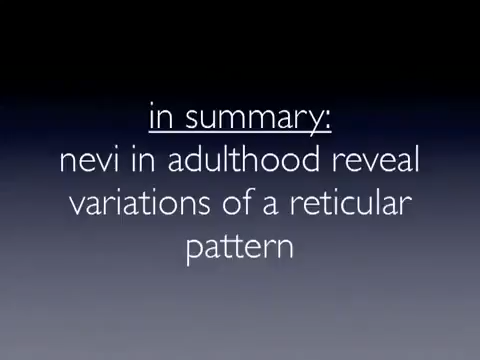 in summary:
nevi in adulthood reveal
variations of a reticular
pattern